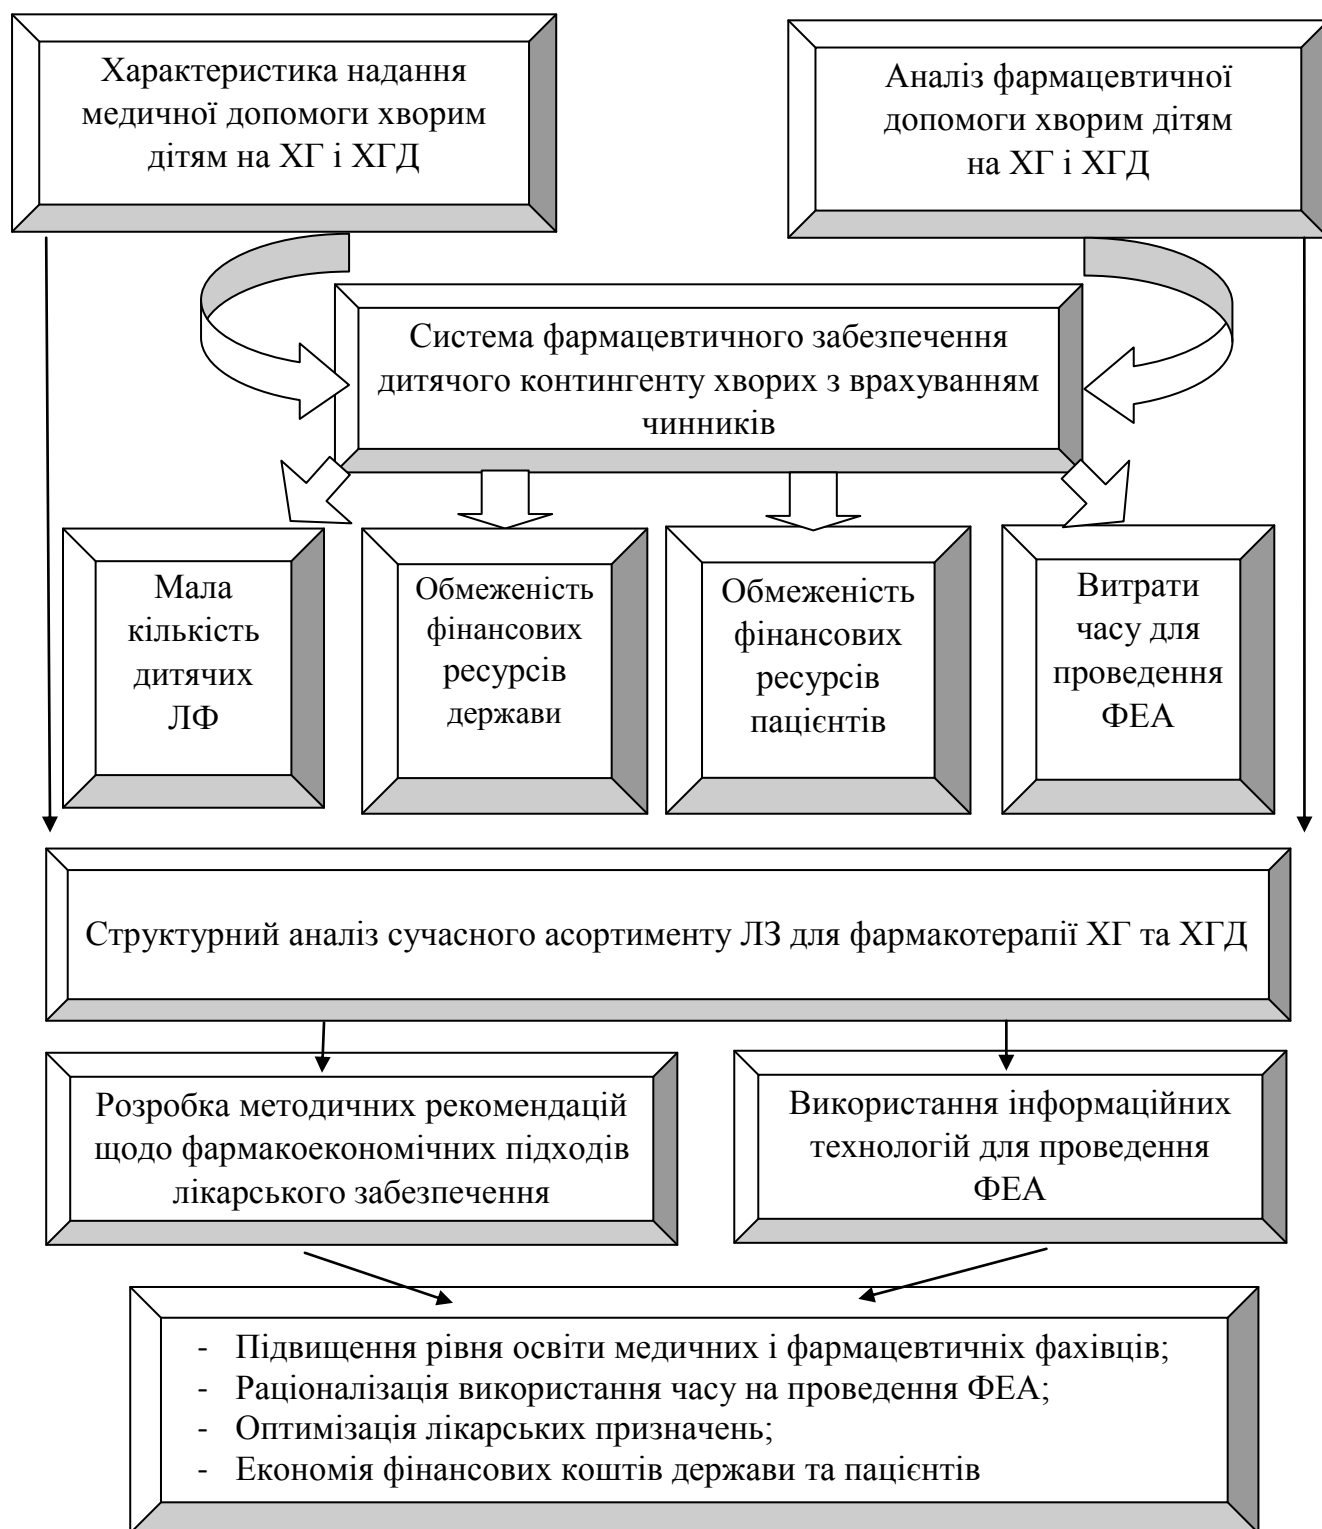 Характеристика надання
медичної допомоги хворим
дітям на ХГ і ХГД
Аналіз фармацевтичної
допомоги хворим дітям
на ХГ і ХГД
Система фармацевтичного забезпечення
дитячого контингенту хворих з врахуванням
чинників
Мала
кількість
дитячих
ЛФ
Обмеженість
фінансових
ресурсів
держави
Обмеженість
фінансових
ресурсів
пацієнтів
Витрати
часу для
проведення
ФЕА
Структурний аналіз сучасного асортименту ЛЗ для фармакотерапії ХГ та ХГД
Розробка методичних рекомендацій
щодо фармакоекономічних підходів
лікарського забезпечення
Використання інформаційних
технологій для проведення
ФЕА
- Підвищення рівня освіти медичних і фармацевтичніх фахівців;
- Раціоналізація використання часу на проведення ФЕА;
- Оптимізація лікарських призначень;
- Економія фінансових коштів держави та пацієнтів